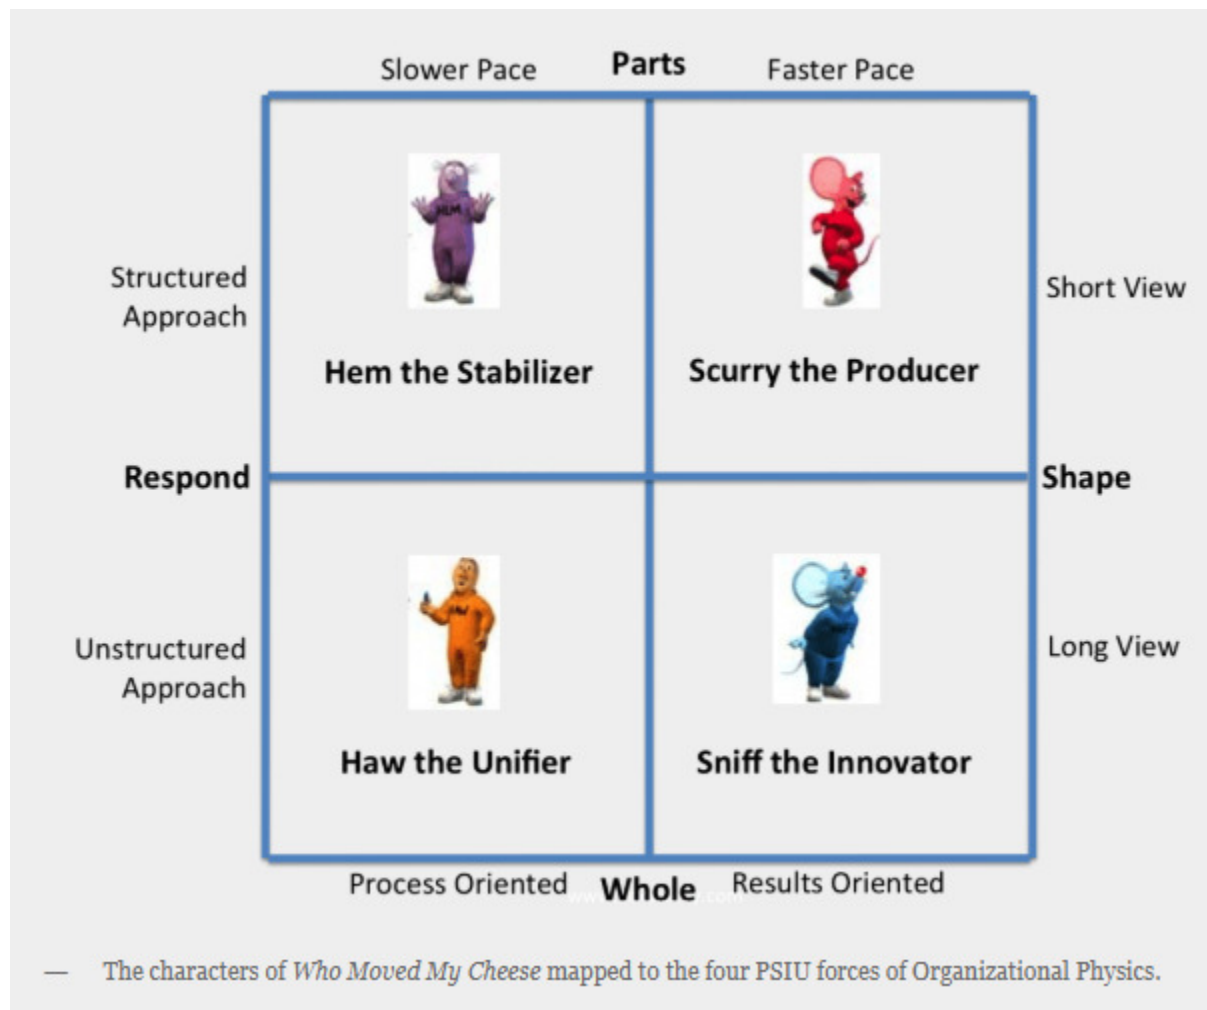 Slower Pace Parts Faster Pace
HEM
Structured
Approach
Short View
Hem the Stabilizer
Scurry the Producer
Respond
Shape
Unstructured
Approach
Long View
Haw the Unifier
Sniff the Innovator
Process Oriented Whole Results Oriented
— The characters of Who Moved My Cheese mapped to the four PSIU forces of Organizational Physics.